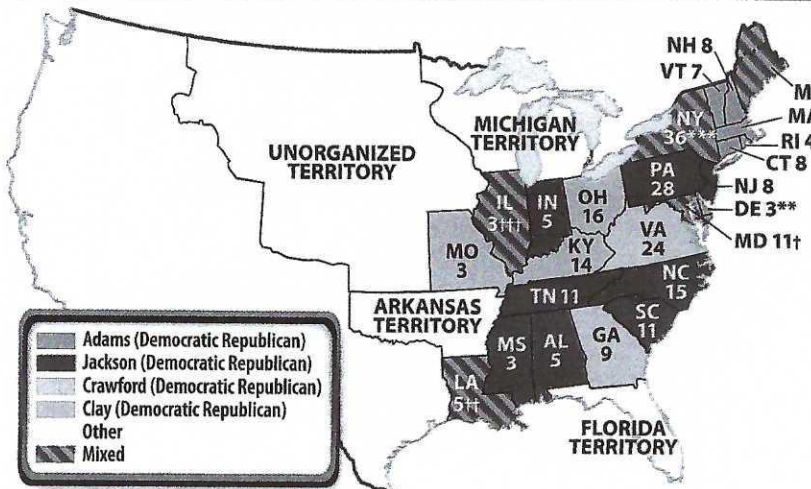 NH 8
VT 7
M
MA
NY
36***
RI 4
CT 8
MICHIGAN
TERRITORY
UNORGANIZED
TERRITORY
PA
28
NJ 8
DE 3**
MD 11†
IL
3†††
IN
5
OH
16
MO
3
KY
14
VA
24
NC
15
TN 11
SC
11
ARKANSAS
TERRITORY
MS
3
AL
5
GA
9
LA
5††
FLORIDA
TERRITORY
Adams (Democratic Republican)
Jackson (Democratic Republican)
Crawford (Democratic Republican)
Clay (Democratic Republican)
Other
Mixed